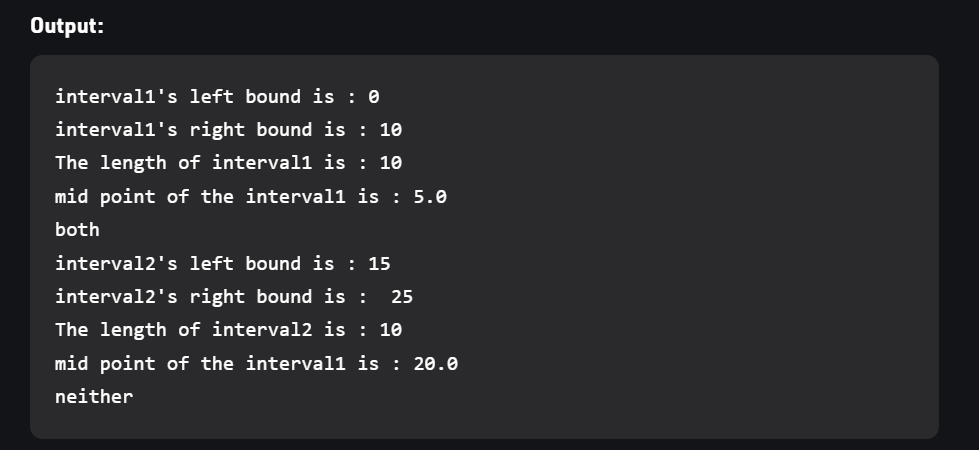 Output:
interval1's left bound is : 0
interval1's right bound is : 10
The length of interval1 is : 10
mid point of the interval1 is : 5.0
both
interval2's left bound is : 15
interval2's right bound is :  25
The length of interval2 is : 10
mid point of the interval1 is : 20.0
neither